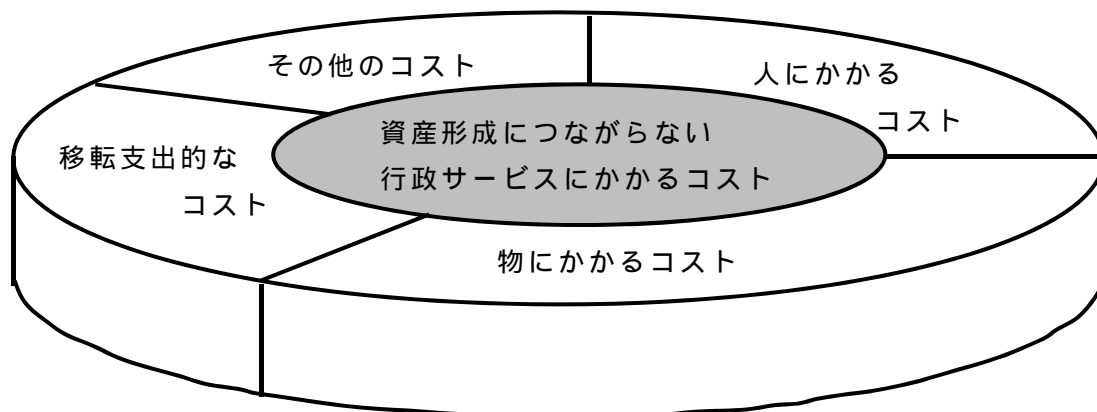 その他のコスト
人にかかる
コスト
資産形成につながらない
行政サービスにかかるコスト
移転支出的な
コスト
物にかかるコスト